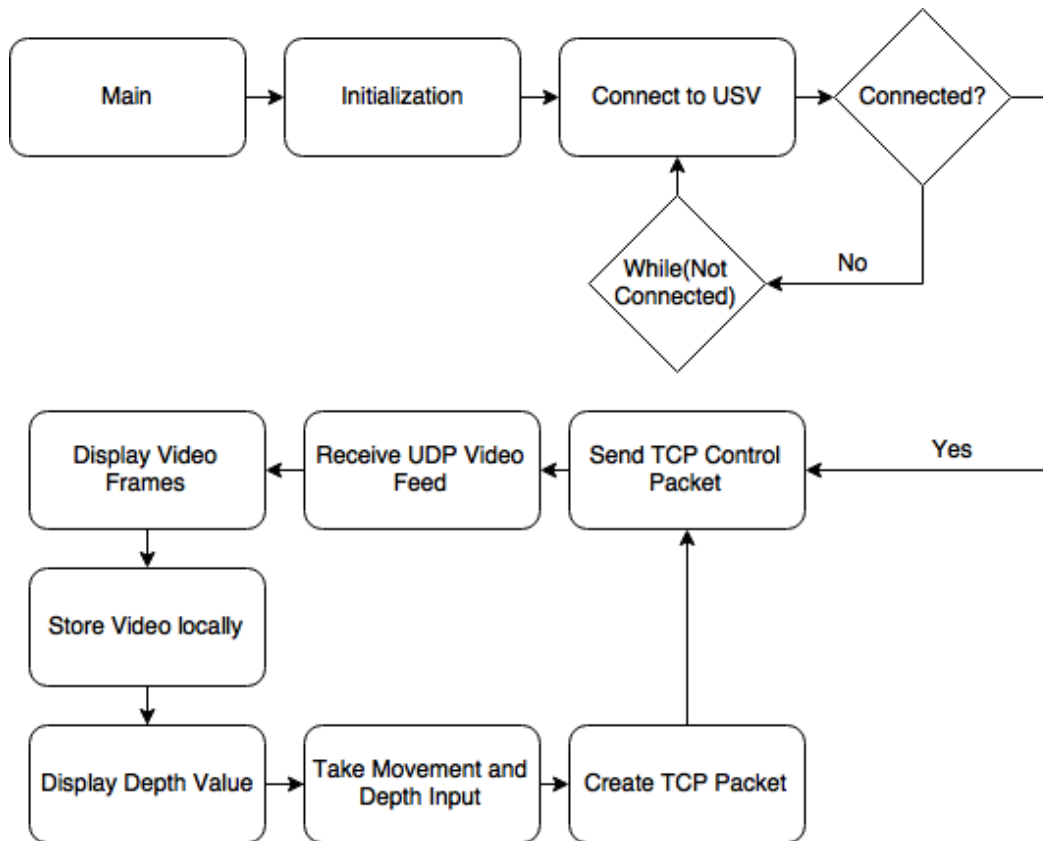 Main
Initialization
Connect to USV
Connected?
While(Not
Connected)
No
Yes
Display Video
Frames
Receive UDP Video
Feed
Send TCP Control
Packet
Store Video locally
Display Depth Value
Take Movement and
Depth Input
Create TCP Packet